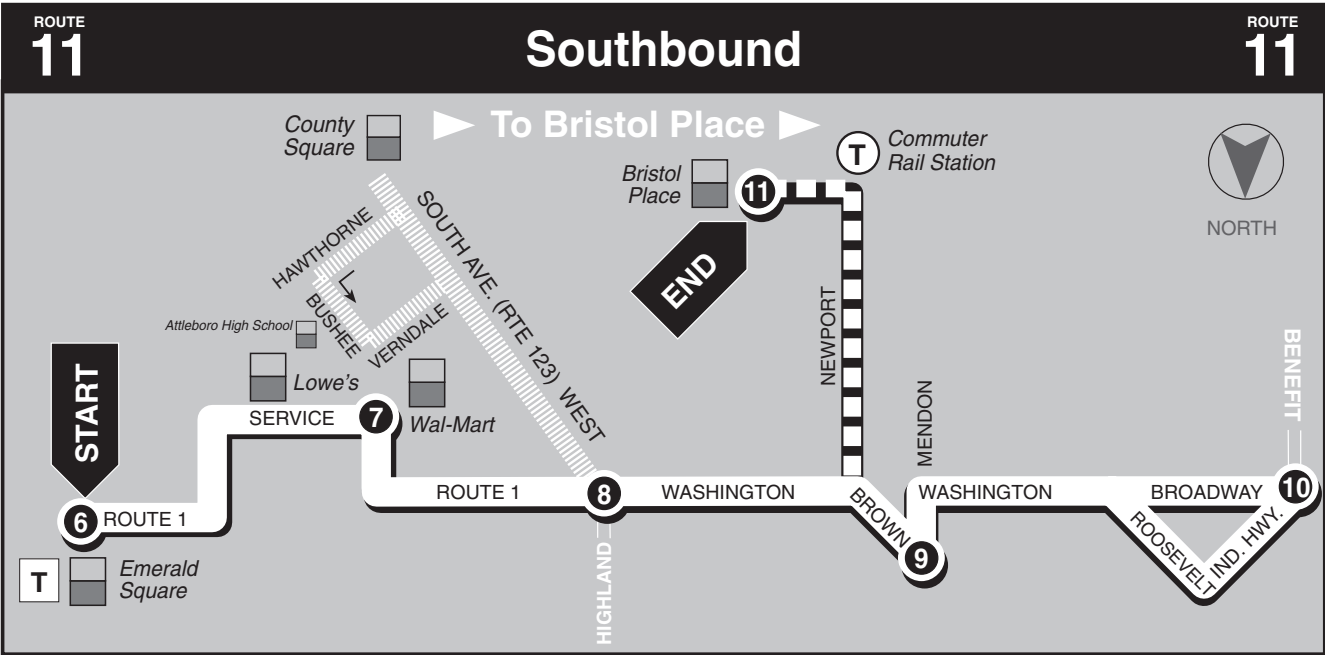 ROUTE
11
Southbound
ROUTE
11
County
Square
To Bristol Place
T
Commuter
Rail Station
Bristol
Place
11
NORTH
HAWTHORNE
SOUTH AVE. (RTE 123) WEST
BUSHEE
VERNDALE
END
NEWPORT
Attleboro High School
START
Lowe's
Wal-Mart
SERVICE
7
MENDON
BENEFIT
6
ROUTE 1
ROUTE 1
8
WASHINGTON
BROWN
9
WASHINGTON
BROADWAY
10
ROOSEVELT
IND. HWY.
HIGHLAND
T
Emerald
Square